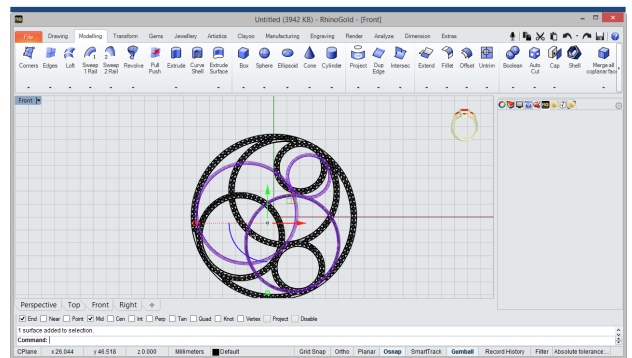 Untitled (3942 KB) - RhinoGold - [Front]
File Drawing Modelling Transform Gems Jewellery Artistics Clayoo Manufacturing Engraving Render Analyze Dimension Extras
Corners Edges Loft Sweep 1 Rail Sweep 2 Rail Revolve Pull Push Extrude Curve Shell Extrude Surface Box Sphere Ellipsoid Cone Cylinder Project Dup Edge Intersec Extend Fillet Offset Untrim Boolean Auto Cut Cap Shell Merge all coplanar fac
Front
Perspective Top Front Right
End Near Point Mid Cen Int Perp Tan Quad Knot Vertex Project Disable
1 surface added to selection.
Command:
CPlane x 25.044 y 46.518 z 0.000 Millimeters Default Grid Snap Ortho Planar Osnap SmartTrack Gumball Record History Filter Absolute tolerance:...